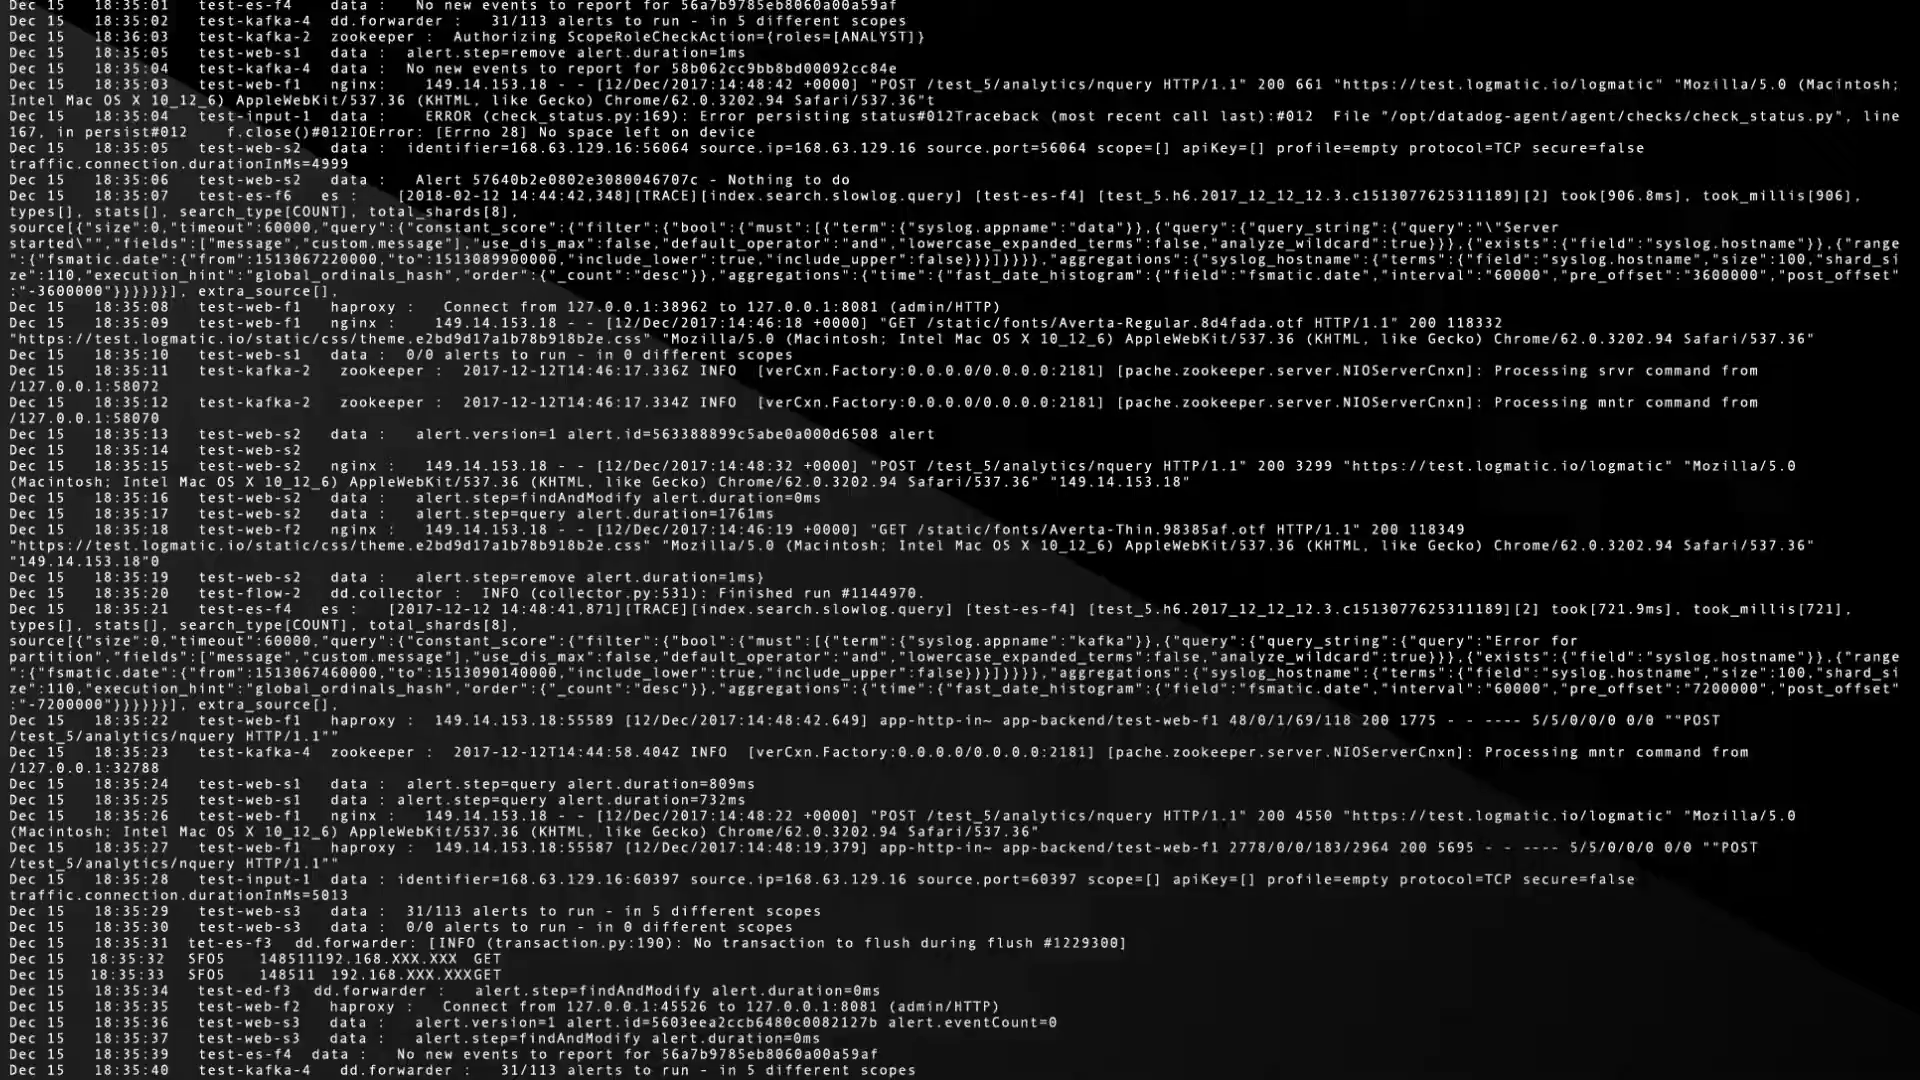 Dec 15 18:35:01 test-es-f4 data : No new events to report for 56a7b9785eb8060a00a59af
Dec 15 18:35:02 test-kafka-4 dd.forwarder : 31/113 alerts to run - in 5 different scopes
Dec 15 18:36:03 test-kafka-2 zookeeper : Authorizing ScopeRoleCheckAction={roles=[ANALYST]}
Dec 15 18:35:05 test-web-s1 data : alert.step=remove alert.duration=1ms
Dec 15 18:35:04 test-kafka-4 data : No new events to report for 58b062cc9bb8bd00092cc84e
Dec 15 18:35:03 test-web-f1 nginx: 149.14.153.18 - - [12/Dec/2017:14:48:42 +0000] "POST /test_5/analytics/nquery HTTP/1.1" 200 661 "https://test.logmatic.io/logmatic" "Mozilla/5.0 (Macintosh;
Intel Mac OS X 10_12_6) AppleWebKit/537.36 (KHTML, like Gecko) Chrome/62.0.3202.94 Safari/537.36"t
Dec 15 18:35:04 test-input-1 data : ERROR (check_status.py:169): Error persisting status#012Traceback (most recent call last):#012 File "/opt/datadog-agent/agent/checks/check_status.py", line
167, in persist#012 f.close()#012IOError: [Errno 28] No space left on device
Dec 15 18:35:05 test-web-s2 data : identifier=168.63.129.16:56064 source.ip=168.63.129.16 source.port=56064 scope=[] apiKey=[] profile=empty protocol=TCP secure=false
traffic.connection.durationInMs=4999
Dec 15 18:35:06 test-web-s2 data : Alert 57640b2e0802e3080046707c - Nothing to do
Dec 15 18:35:07 test-es-f6 es : [2018-02-12 14:44:42,348][TRACE][index.search.slowlog.query] [test-es-f4] [test_5.h6.2017_12_12_12.3.c1513077625311189][2] took[906.8ms], took_millis[906],
types[], stats[], search_type[COUNT], total_shards[8],
source[{"size":0,"timeout":60000,"query":{"constant_score":{"filter":{"bool":{"must":[{"term":{"syslog.appname":"data"}},{"query":{"query_string":{"query":"\"Server
started\"","fields":["message","custom.message"],"use_dis_max":false,"default_operator":"and","lowercase_expanded_terms":false,"analyze_wildcard":true}}},{"exists":{"field":"syslog.hostname"}},{"range
":{"fsmatic.date":{"from":1513067220000,"to":1513089900000,"include_lower":true,"include_upper":false}}}]}}}},"aggregations":{"syslog_hostname":{"terms":{"field":"syslog.hostname","size":100,"shard_si
ze":110,"execution_hint":"global_ordinals_hash","order":{"_count":"desc"}},"aggregations":{"time":{"fast_date_histogram":{"field":"fsmatic.date","interval":"60000","pre_offset":"3600000","post_offset"
:"-3600000"}}}}}}], extra_source[],
Dec 15 18:35:08 test-web-f1 haproxy : Connect from 127.0.0.1:38962 to 127.0.0.1:8081 (admin/HTTP)
Dec 15 18:35:09 test-web-f1 nginx : 149.14.153.18 - - [12/Dec/2017:14:46:18 +0000] "GET /static/fonts/Averta-Regular.8d4fada.otf HTTP/1.1" 200 118332
"https://test.logmatic.io/static/css/theme.e2bd9d17a1b78b918b2e.css" "Mozilla/5.0 (Macintosh; Intel Mac OS X 10_12_6) AppleWebKit/537.36 (KHTML, like Gecko) Chrome/62.0.3202.94 Safari/537.36"
Dec 15 18:35:10 test-web-s1 data : 0/0 alerts to run - in 0 different scopes
Dec 15 18:35:11 test-kafka-2 zookeeper : 2017-12-12T14:46:17.336Z INFO [verCxn.Factory:0.0.0.0/0.0.0.0:2181] [pache.zookeeper.server.NIOServerCnxn]: Processing srvr command from
/127.0.0.1:58072
Dec 15 18:35:12 test-kafka-2 zookeeper : 2017-12-12T14:46:17.334Z INFO [verCxn.Factory:0.0.0.0/0.0.0.0:2181] [pache.zookeeper.server.NIOServerCnxn]: Processing mntr command from
/127.0.0.1:58070
Dec 15 18:35:13 test-web-s2 data : alert.version=1 alert.id=563388899c5abe0a000d6508 alert
Dec 15 18:35:14 test-web-s2
Dec 15 18:35:15 test-web-s2 nginx : 149.14.153.18 - - [12/Dec/2017:14:48:32 +0000] "POST /test_5/analytics/nquery HTTP/1.1" 200 3299 "https://test.logmatic.io/logmatic" "Mozilla/5.0
(Macintosh; Intel Mac OS X 10_12_6) AppleWebKit/537.36 (KHTML, like Gecko) Chrome/62.0.3202.94 Safari/537.36" "149.14.153.18"
Dec 15 18:35:16 test-web-s2 data : alert.step=findAndModify alert.duration=0ms
Dec 15 18:35:17 test-web-s2 data : alert.step=query alert.duration=1761ms
Dec 15 18:35:18 test-web-f2 nginx : 149.14.153.18 - - [12/Dec/2017:14:46:19 +0000] "GET /static/fonts/Averta-Thin.98385af.otf HTTP/1.1" 200 118349
"https://test.logmatic.io/static/css/theme.e2bd9d17a1b78b918b2e.css" "Mozilla/5.0 (Macintosh; Intel Mac OS X 10_12_6) AppleWebKit/537.36 (KHTML, like Gecko) Chrome/62.0.3202.94 Safari/537.36"
"149.14.153.18"0
Dec 15 18:35:19 test-web-s2 data : alert.step=remove alert.duration=1ms}
Dec 15 18:35:20 test-flow-2 dd.collector : INFO (collector.py:531): Finished run #1144970.
Dec 15 18:35:21 test-es-f4 es : [2017-12-12 14:48:41,871][TRACE][index.search.slowlog.query] [test-es-f4] [test_5.h6.2017_12_12_12.3.c1513077625311189][2] took[721.9ms], took_millis[721],
types[], stats[], search_type[COUNT], total_shards[8],
source[{"size":0,"timeout":60000,"query":{"constant_score":{"filter":{"bool":{"must":[{"term":{"syslog.appname":"kafka"}},{"query":{"query_string":{"query":"Error for
partition","fields":["message","custom.message"],"use_dis_max":false,"default_operator":"and","lowercase_expanded_terms":false,"analyze_wildcard":true}}},{"exists":{"field":"syslog.hostname"}},{"range
":{"fsmatic.date":{"from":1513067460000,"to":1513090140000,"include_lower":true,"include_upper":false}}}]}}}},"aggregations":{"syslog_hostname":{"terms":{"field":"syslog.hostname","size":100,"shard_si
ze":110,"execution_hint":"global_ordinals_hash","order":{"_count":"desc"}},"aggregations":{"time":{"fast_date_histogram":{"field":"fsmatic.date","interval":"60000","pre_offset":"7200000","post_offset"
:"-7200000"}}}}}}], extra_source[],
Dec 15 18:35:22 test-web-f1 haproxy : 149.14.153.18:55589 [12/Dec/2017:14:48:42.649] app-http-in~ app-backend/test-web-f1 48/0/1/69/118 200 1775 - - ---- 5/5/0/0/0 0/0 ""POST
/test_5/analytics/nquery HTTP/1.1""
Dec 15 18:35:23 test-kafka-4 zookeeper : 2017-12-12T14:44:58.404Z INFO [verCxn.Factory:0.0.0.0/0.0.0.0:2181] [pache.zookeeper.server.NIOServerCnxn]: Processing mntr command from
/127.0.0.1:32788
Dec 15 18:35:24 test-web-s1 data : alert.step=query alert.duration=809ms
Dec 15 18:35:25 test-web-s1 data : alert.step=query alert.duration=732ms
Dec 15 18:35:26 test-web-f1 nginx : 149.14.153.18 - - [12/Dec/2017:14:48:22 +0000] "POST /test_5/analytics/nquery HTTP/1.1" 200 4550 "https://test.logmatic.io/logmatic" "Mozilla/5.0
(Macintosh; Intel Mac OS X 10_12_6) AppleWebKit/537.36 (KHTML, like Gecko) Chrome/62.0.3202.94 Safari/537.36"
Dec 15 18:35:27 test-web-f1 haproxy : 149.14.153.18:55587 [12/Dec/2017:14:48:19.379] app-http-in~ app-backend/test-web-f1 2778/0/0/183/2964 200 5695 - - ---- 5/5/0/0/0 0/0 ""POST
/test_5/analytics/nquery HTTP/1.1""
Dec 15 18:35:28 test-input-1 data : identifier=168.63.129.16:60397 source.ip=168.63.129.16 source.port=60397 scope=[] apiKey=[] profile=empty protocol=TCP secure=false
traffic.connection.durationInMs=5013
Dec 15 18:35:29 test-web-s3 data : 31/113 alerts to run - in 5 different scopes
Dec 15 18:35:30 test-web-s3 data : 0/0 alerts to run - in 0 different scopes
Dec 15 18:35:31 tet-es-f3 dd.forwarder: [INFO (transaction.py:190): No transaction to flush during flush #1229300]
Dec 15 18:35:32 SFO5 148511192.168.XXX.XXX GET
Dec 15 18:35:33 SFO5 148511 192.168.XXX.XXXGET
Dec 15 18:35:34 test-ed-f3 dd.forwarder : alert.step=findAndModify alert.duration=0ms
Dec 15 18:35:35 test-web-f2 haproxy : Connect from 127.0.0.1:45526 to 127.0.0.1:8081 (admin/HTTP)
Dec 15 18:35:36 test-web-s3 data : alert.version=1 alert.id=5603eea2ccb6480c0082127b alert.eventCount=0
Dec 15 18:35:37 test-web-s3 data : alert.step=findAndModify alert.duration=0ms
Dec 15 18:35:39 test-es-f4 data : No new events to report for 56a7b9785eb8060a00a59af
Dec 15 18:35:40 test-kafka-4 dd.forwarder : 31/113 alerts to run - in 5 different scopes